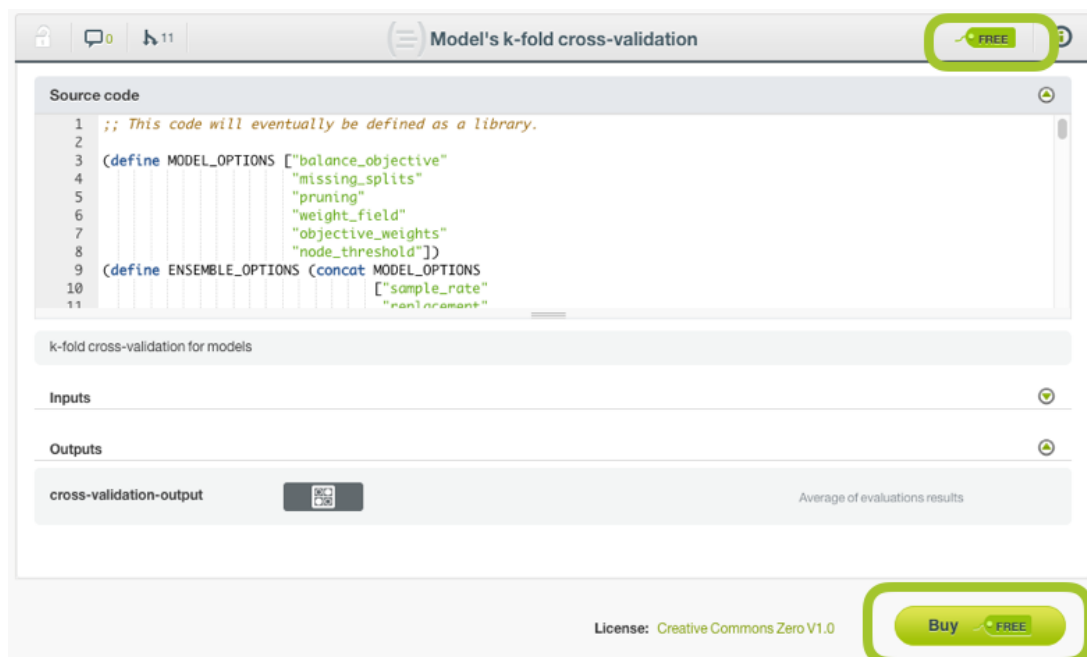 0 11 Model's k-fold cross-validation FREE
Source code
1 ;; This code will eventually be defined as a library.
2
3 (define MODEL_OPTIONS ["balance_objective"
4 "missing_splits"
5 "pruning"
6 "weight_field"
7 "objective_weights"
8 "node_threshold"])
9 (define ENSEMBLE_OPTIONS (concat MODEL_OPTIONS
10 ["sample_rate"
11 "replacement"
k-fold cross-validation for models
Inputs
Outputs
cross-validation-output Average of evaluations results
License: Creative Commons Zero V1.0 Buy FREE